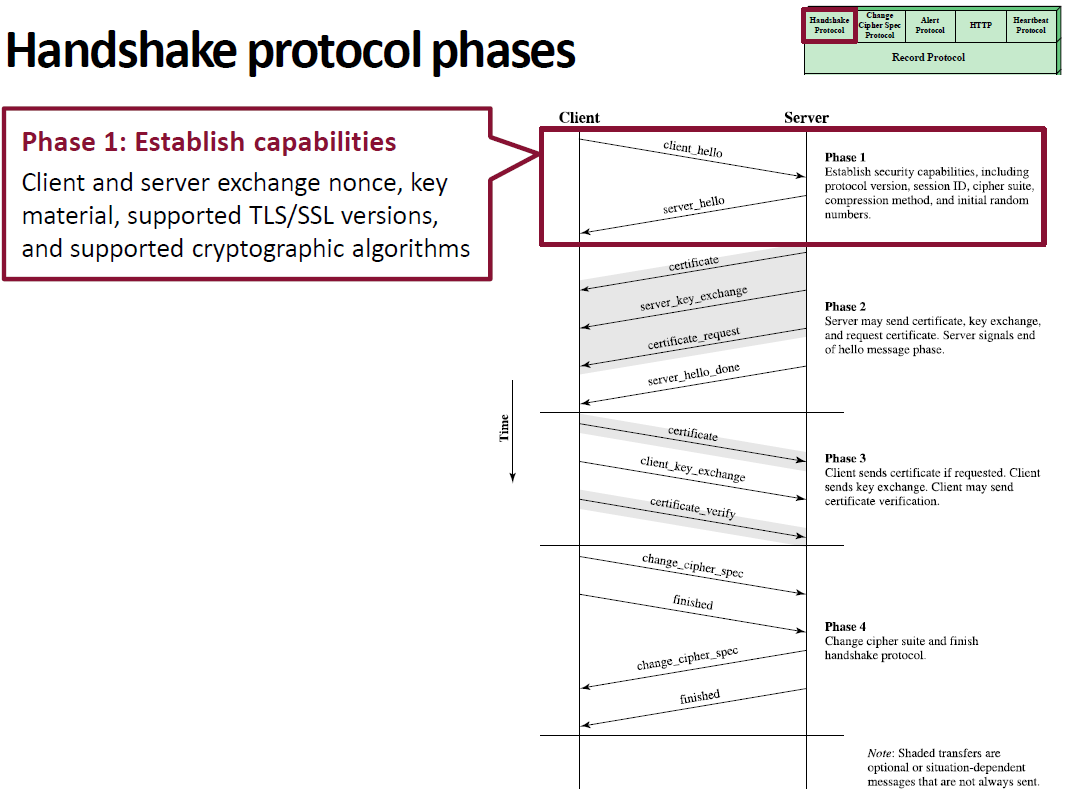 Handshake protocol phases
Handshake
Protocol
Change
Cipher Spec
Protocol
Alert
Protocol
HTTP
Heartbeat
Protocol
Record Protocol
Phase 1: Establish capabilities
Client and server exchange nonce, key
material, supported TLS/SSL versions,
and supported cryptographic algorithms
Client
Server
client_hello
server_hello
Phase 1
Establish security capabilities, including
protocol version, session ID, cipher suite,
compression method, and initial random
numbers.
certificate
server_key_exchange
certificate_request
server_hello_done
Phase 2
Server may send certificate, key exchange,
and request certificate. Server signals end
of hello message phase.
Time
certificate
client_key_exchange
certificate_verify
Phase 3
Client sends certificate if requested. Client
sends key exchange. Client may send
certificate verification.
change_cipher_spec
finished
change_cipher_spec
finished
Phase 4
Change cipher suite and finish
handshake protocol.
Note: Shaded transfers are
optional or situation-dependent
messages that are not always sent.